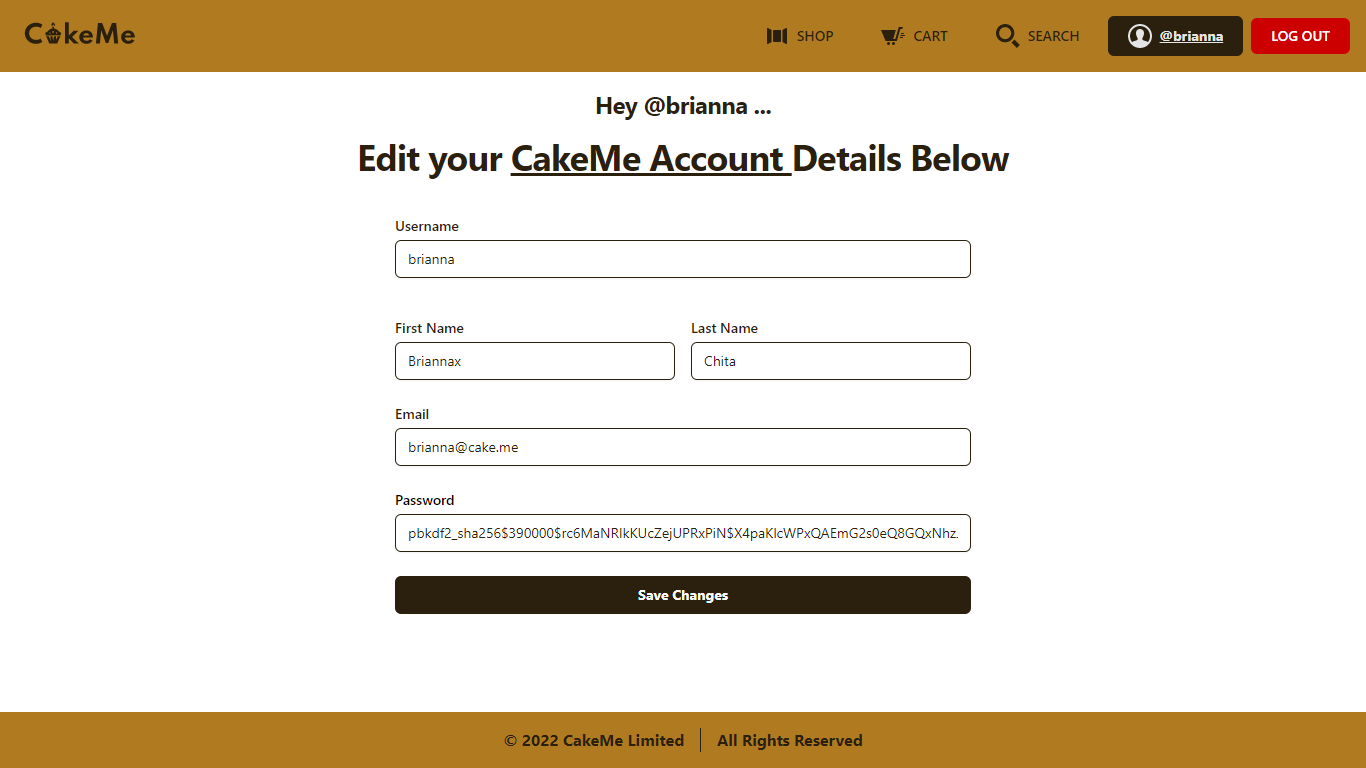 CakeMe
SHOP
CART
SEARCH
@brianna
LOG OUT
Hey @brianna ...
Edit your CakeMe Account Details Below
Username
brianna
First Name
Last Name
Briannax
Chita
Email
brianna@cake.me
Password
pbkdf2_sha256$390000$rc6MaNRlkKUcZejUPRxPiN$X4paKlcWPxQAEmG2s0eQ8GQxNhz.
Save Changes
© 2022 CakeMe Limited
All Rights Reserved